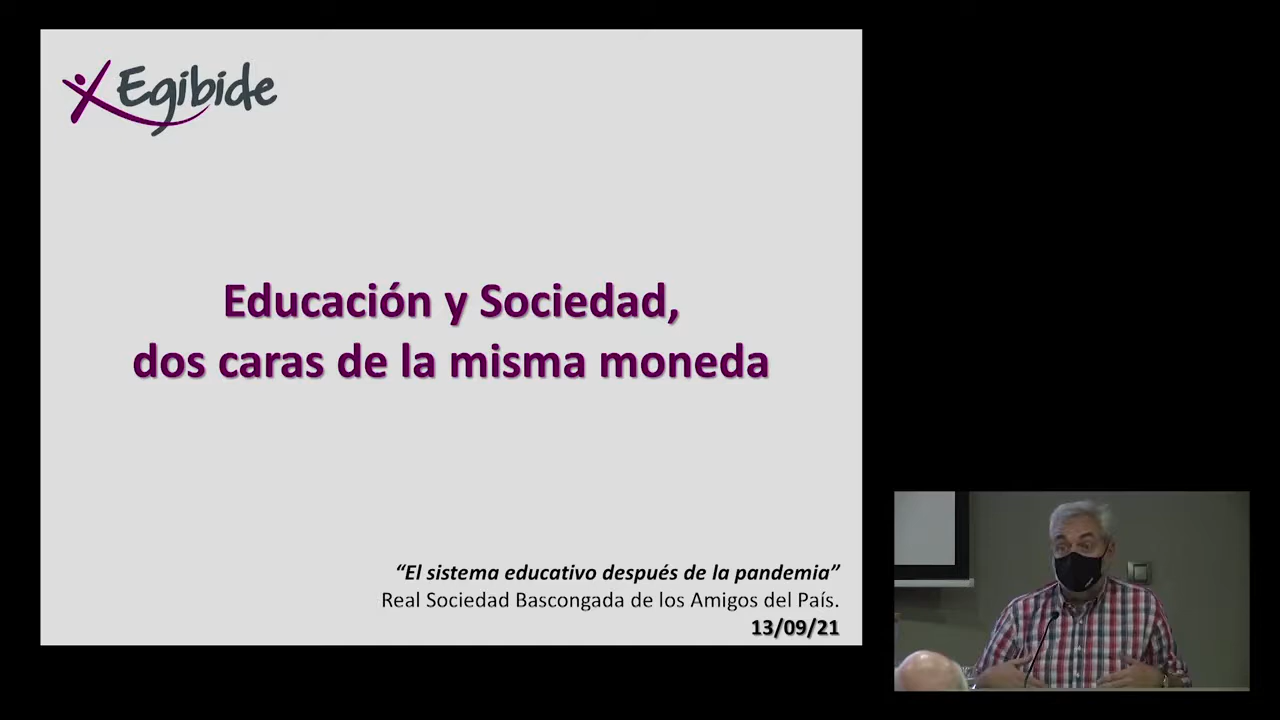 Egibide
Educación y Sociedad,
dos caras de la misma moneda
“El sistema educativo después de la pandemia”
Real Sociedad Bascongada de los Amigos del País.
13/09/21